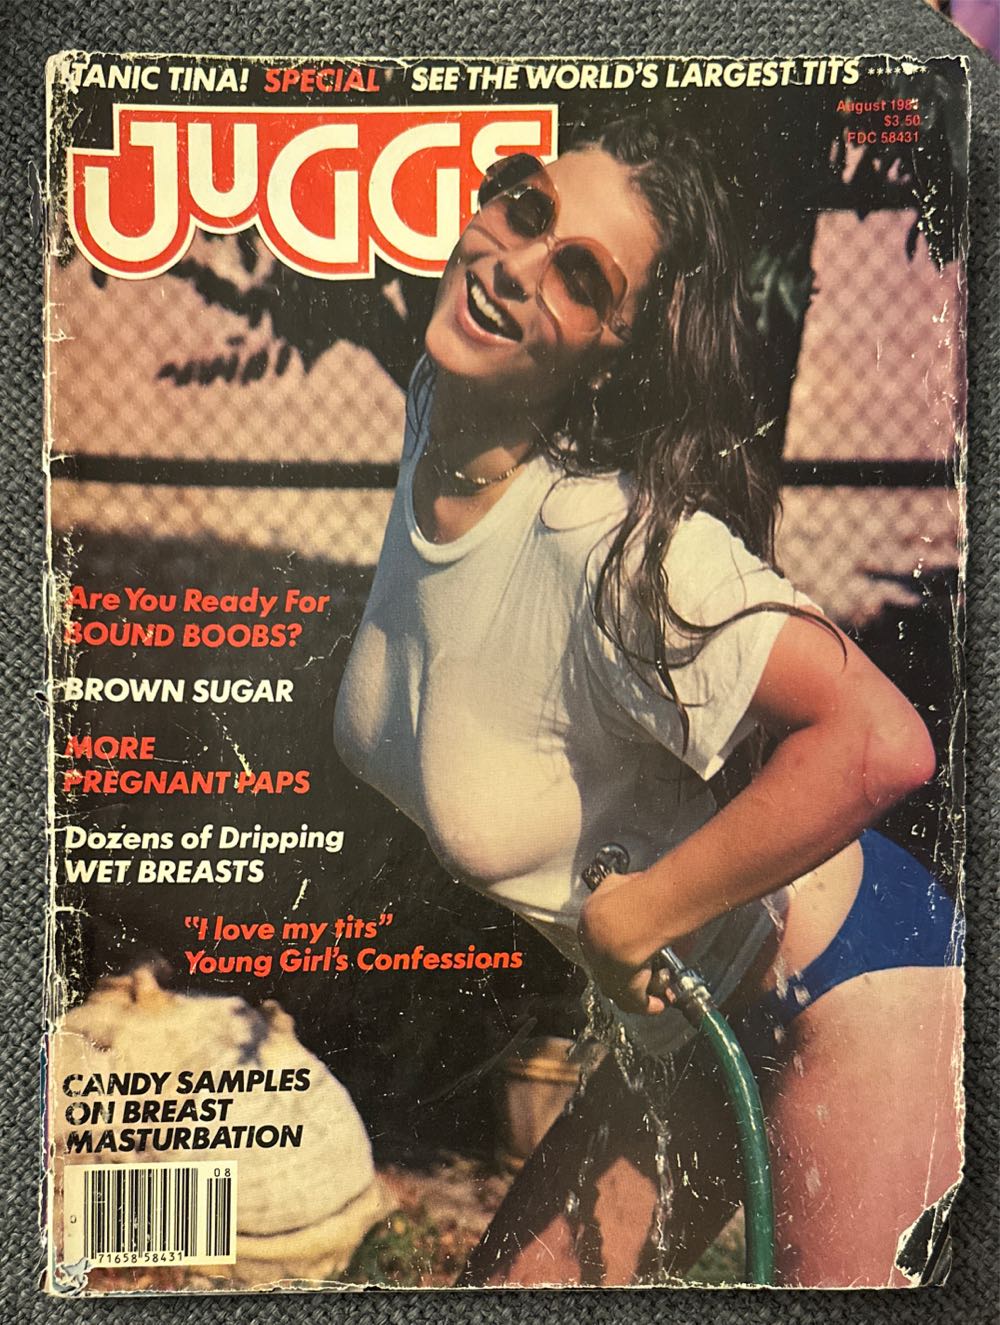 TANIC TINA! SPECIAL SEE THE WORLD'S LARGEST TITS *******
August
$3.50
FDC 58431
JUGGS
Are You Ready For
BOUND BOOBS?
BROWN SUGAR
MORE
PREGNANT PAPS
Dozens of Dripping
WET BREASTS
"I love my tits"
Young Girl's Confessions
CANDY SAMPLES
ON BREAST
MASTURBATION
08
0 71658 58431